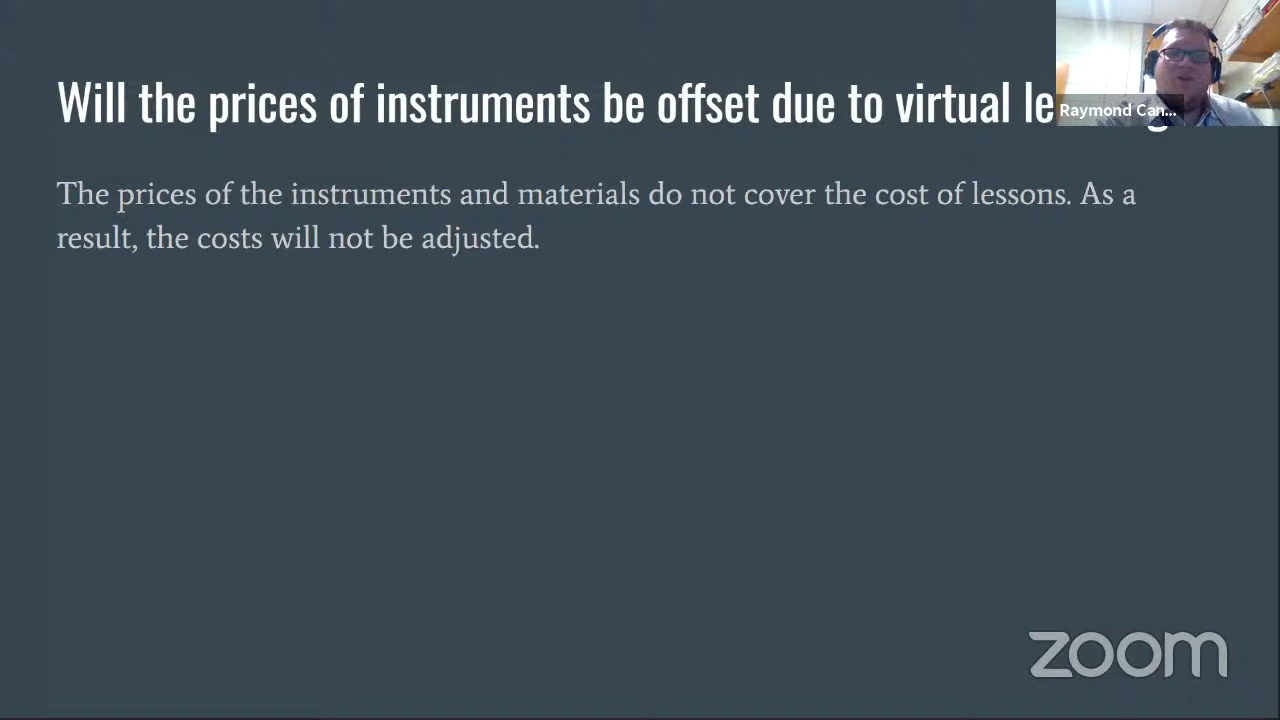 Will the prices of instruments be offset due to virtual
Raymond Can...
The prices of the instruments and materials do not cover the cost of lessons. As a
result, the costs will not be adjusted.
zoom